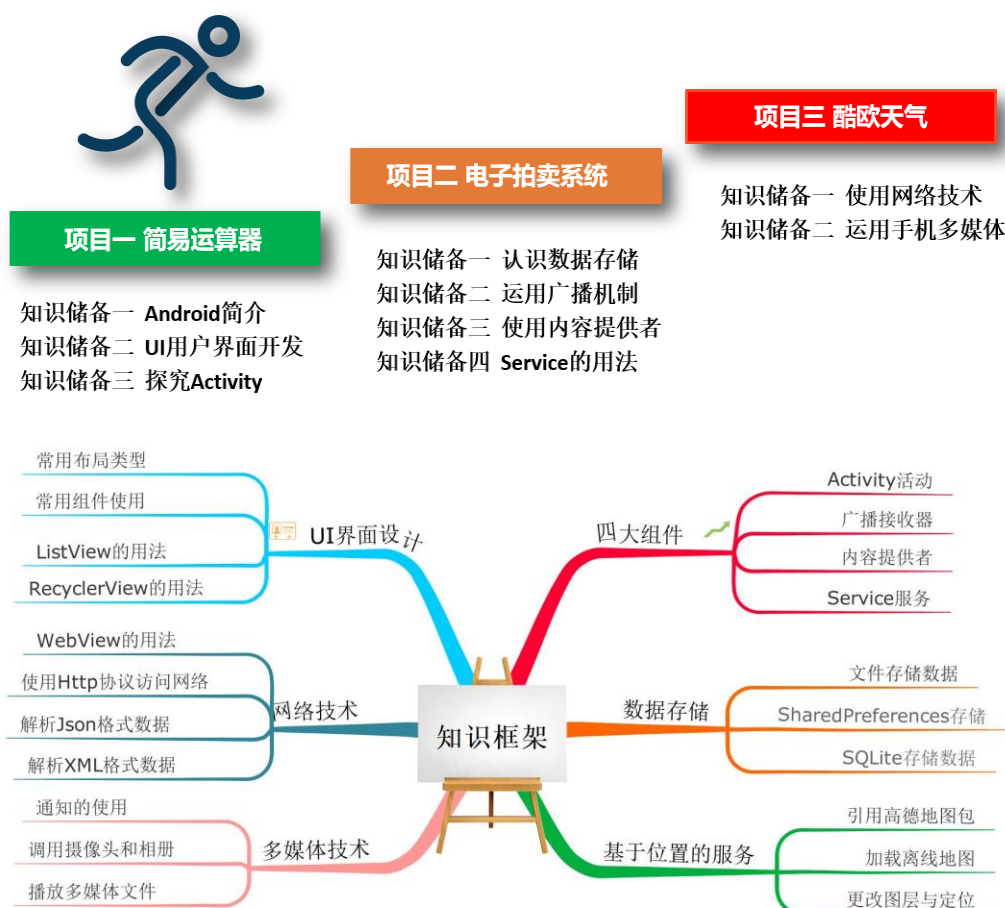 项目一 简易运算器
知识储备一 Android简介
知识储备二 UI用户界面开发
知识储备三 探究Activity
项目二 电子拍卖系统
知识储备一 认识数据存储
知识储备二 运用广播机制
知识储备三 使用内容提供者
知识储备四 Service的用法
项目三 酷欧天气
知识储备一 使用网络技术
知识储备二 运用手机多媒体
知识框架
UI界面设计
常用布局类型
常用组件使用
ListView的用法
RecyclerView的用法
网络技术
WebView的用法
使用Http协议访问网络
解析Json格式数据
解析XML格式数据
多媒体技术
通知的使用
调用摄像头和相册
播放多媒体文件
四大组件
Activity活动
广播接收器
内容提供者
Service服务
数据存储
文件存储数据
SharedPreferences存储
SQLite存储数据
基于位置的服务
引用高德地图包
加载离线地图
更改图层与定位